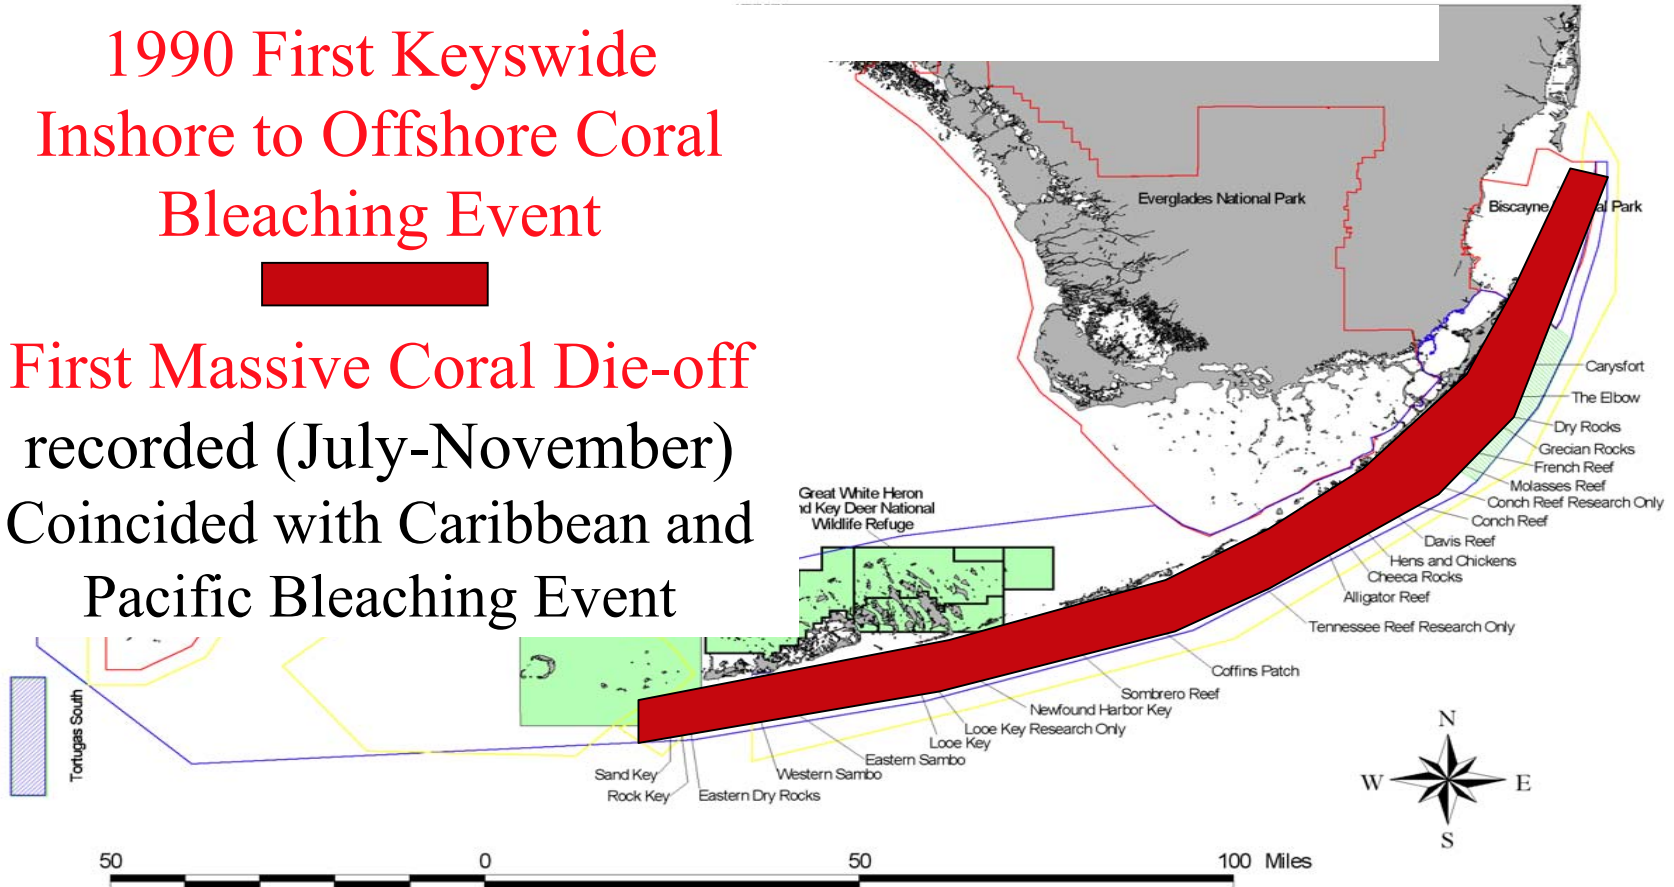 1990 First Keyswide
Inshore to Offshore Coral
Bleaching Event
First Massive Coral Die-off
recorded (July-November)
Coincided with Caribbean and
Pacific Bleaching Event
Everglades National Park
Biscayne al Park
Carysfort
The Elbow
Dry Rocks
Grecian Rocks
French Reef
Molasses Reef
Conch Reef Research Only
Conch Reef
Davis Reef
Hens and Chickens
Cheeca Rocks
Alligator Reef
Tennessee Reef Research Only
Coffins Patch
Sombrero Reef
Newfound Harbor Key
Looe Key Research Only
Looe Key
Eastern Sambo
Western Sambo
Eastern Dry Rocks
Sand Key
Rock Key
Great White Heron
nd Key Deer National
Wildlife Refuge
Tortugas South
N
W E
S
50 0 50 100 Miles